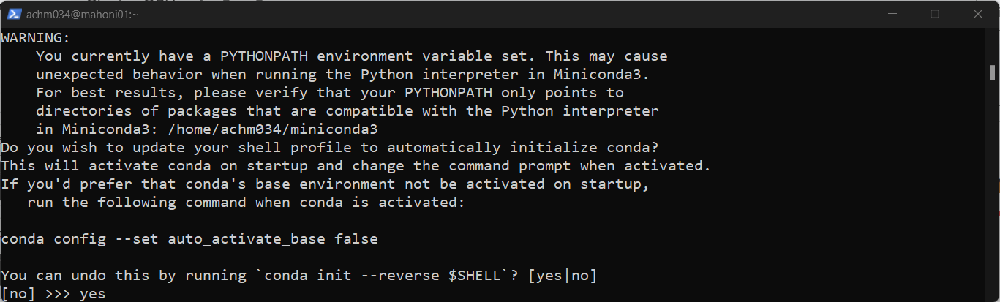 achm034@mahoni01:~
WARNING:
    You currently have a PYTHONPATH environment variable set. This may cause
    unexpected behavior when running the Python interpreter in Miniconda3.
    For best results, please verify that your PYTHONPATH only points to
    directories of packages that are compatible with the Python interpreter
    in Miniconda3: /home/achm034/miniconda3
Do you wish to update your shell profile to automatically initialize conda?
This will activate conda on startup and change the command prompt when activated.
If you'd prefer that conda's base environment not be activated on startup,
   run the following command when conda is activated:

conda config --set auto_activate_base false

You can undo this by running `conda init --reverse $SHELL`? [yes|no]
[no] >>> yes